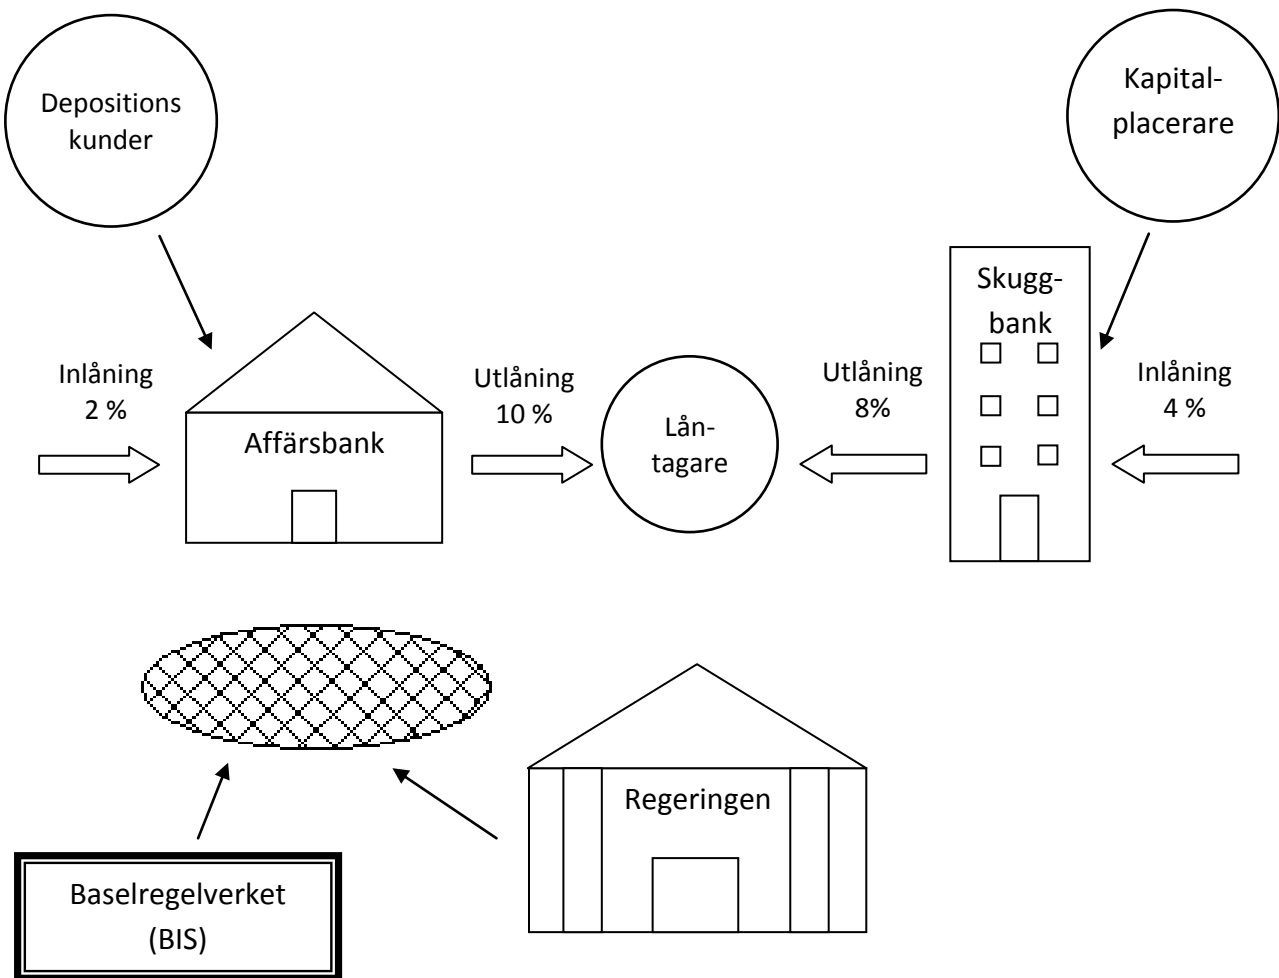 Depositions
kunder
Kapital-
placerare
Skugg-
bank
Inlåning
2 %
Affärsbank
Utlåning
10 %
Lån-
tagare
Utlåning
8%
Inlåning
4 %
Regeringen
Baselregelverket
(BIS)